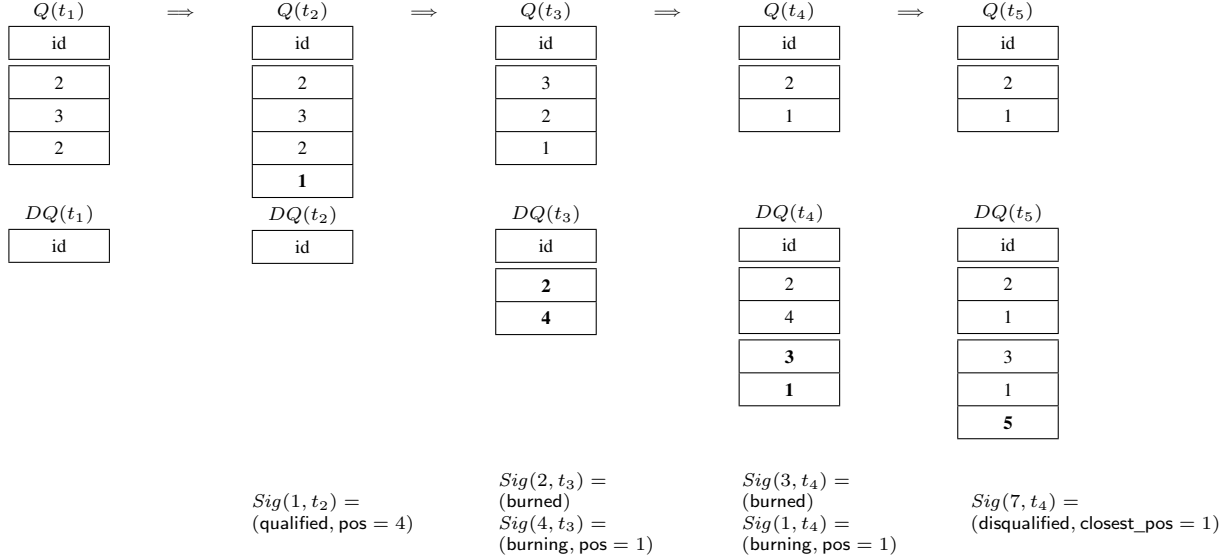 Q(t₁) ⟹ Q(t₂) ⟹ Q(t₃) ⟹ Q(t₄) ⟹ Q(t₅)
id id id id id
2 2 3 2 2
3 3 2 1 1
2 2 1
1
DQ(t₁) DQ(t₂) DQ(t₃) DQ(t₄) DQ(t₅)
id id id id id
2 2 2
4 4 1
3 3
1 1
5
Sig(1, t₂) =
(qualified, pos = 4)
Sig(2, t₃) =
(burned)
Sig(4, t₃) =
(burning, pos = 1)
Sig(3, t₄) =
(burned)
Sig(1, t₄) =
(burning, pos = 1)
Sig(7, t₄) =
(disqualified, closest_pos = 1)